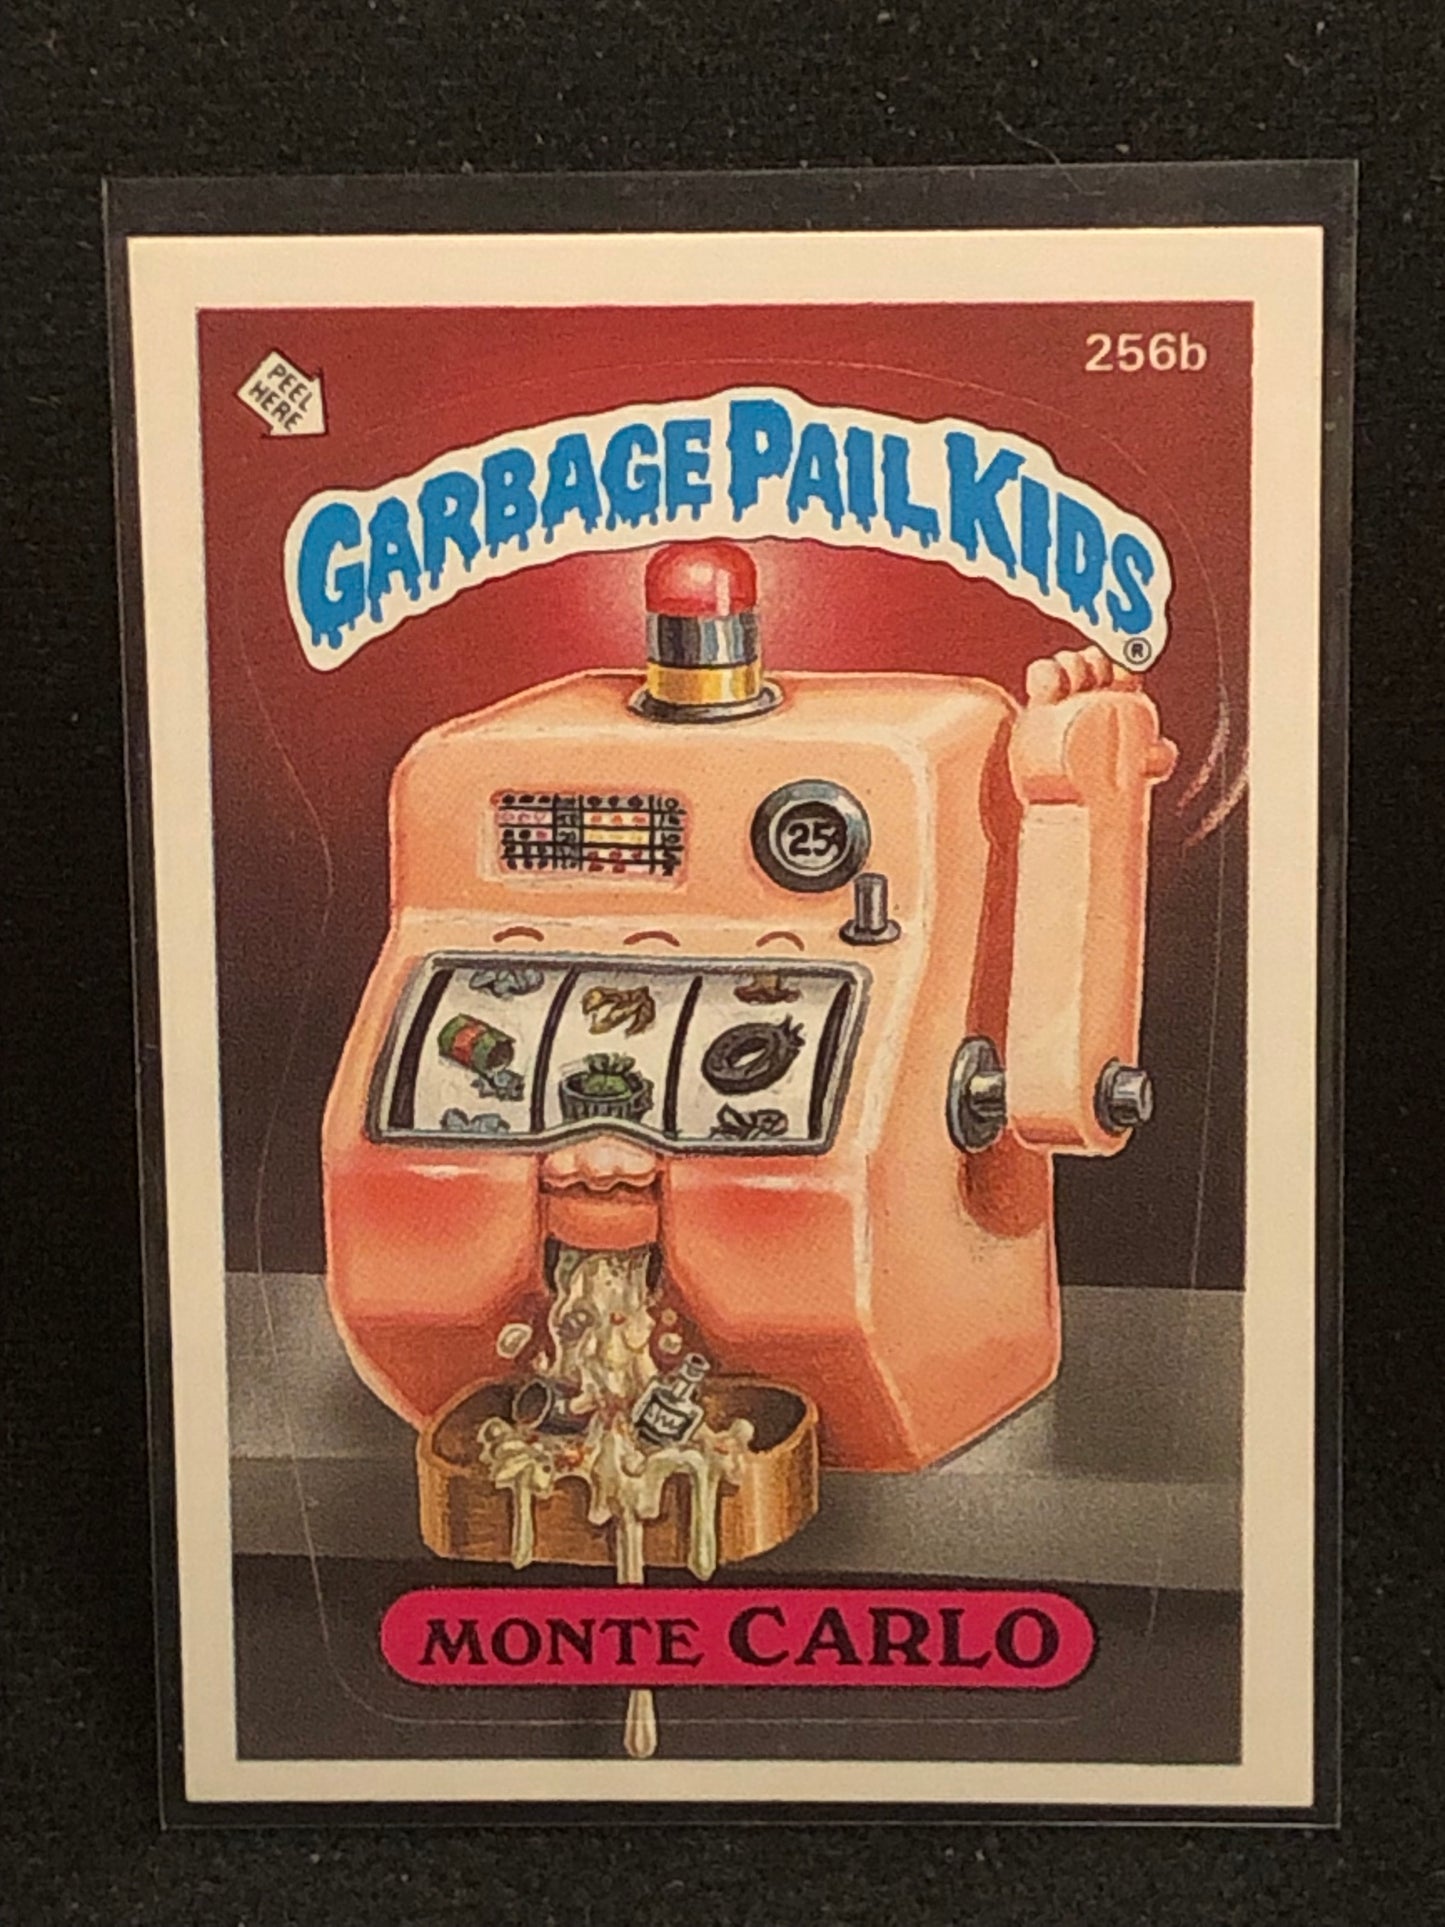 256b
PEEL
HERE
GARBAGE PAIL KIDS
®
25¢
MONTE CARLO